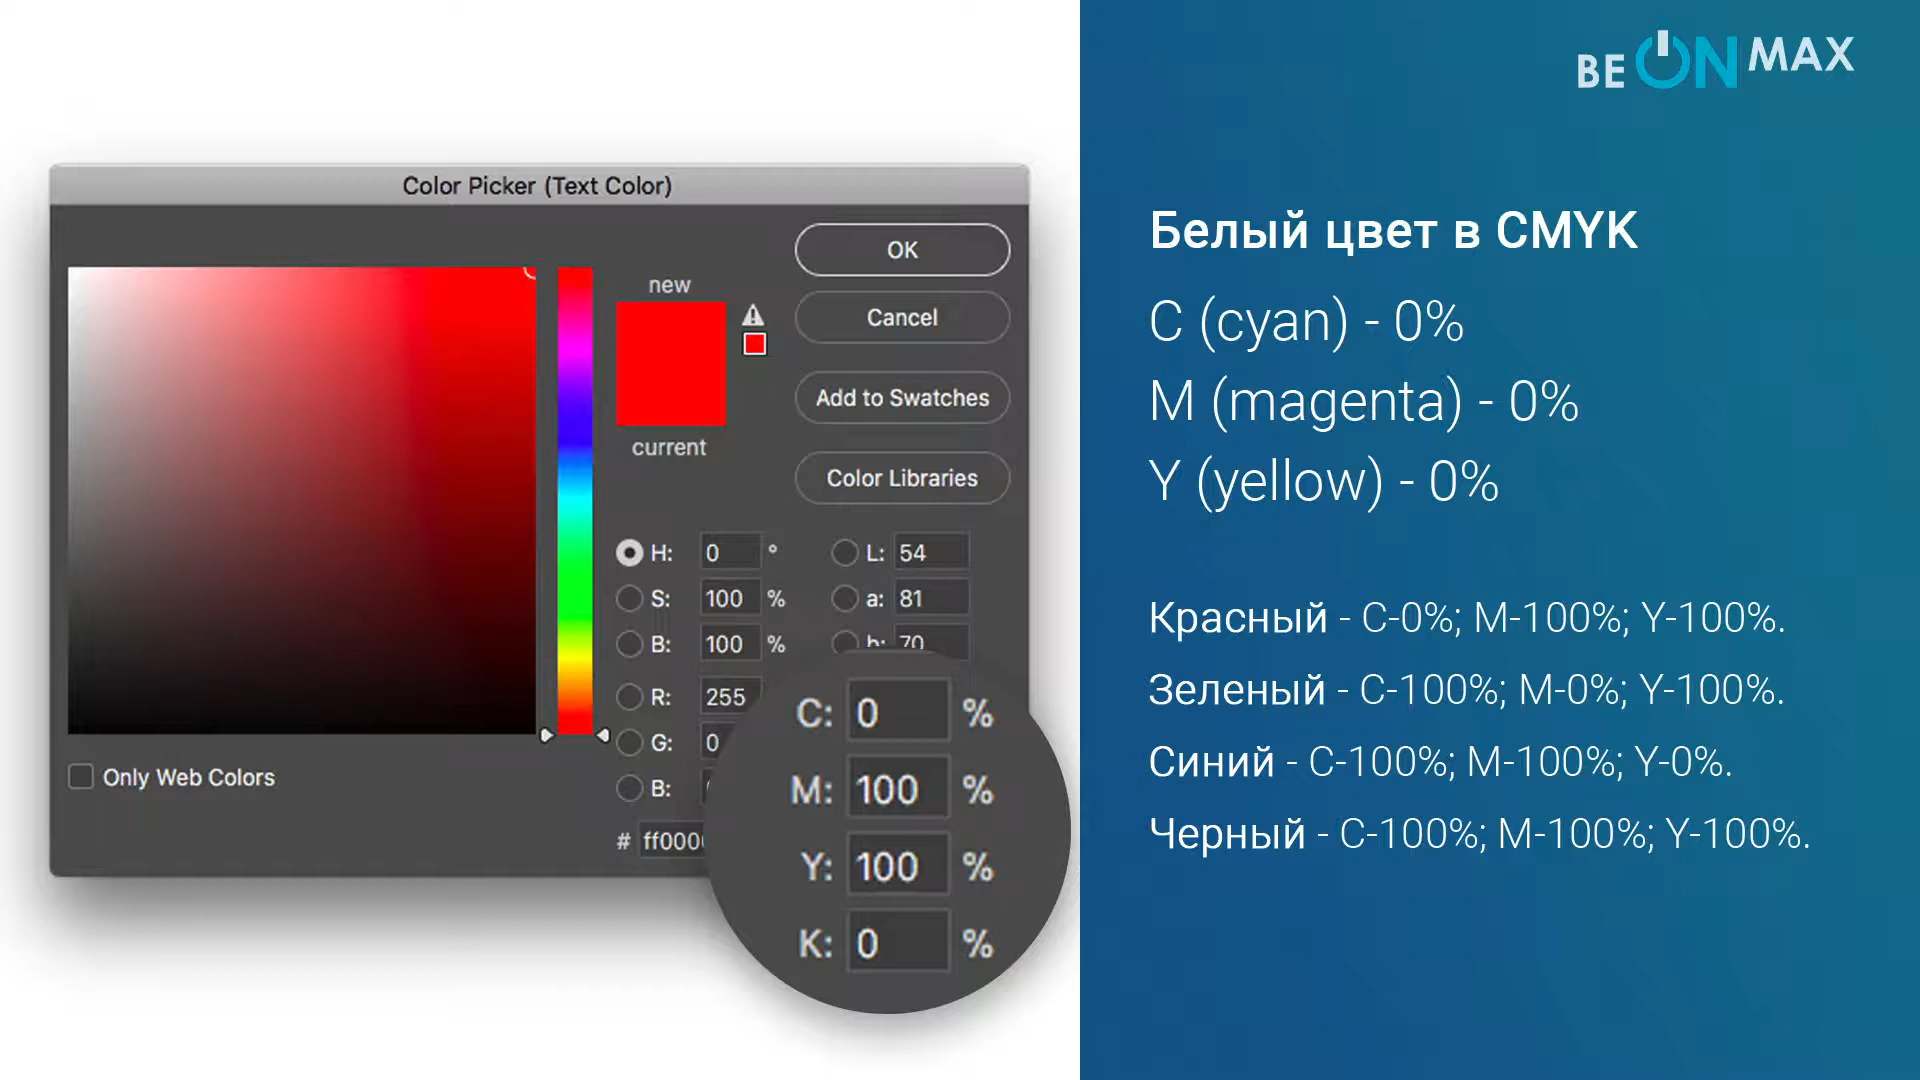 BE ON MAX
Color Picker (Text Color)
OK
new
Cancel
Add to Swatches
current
Color Libraries
H: 0 ° L: 54
S: 100 % a: 81
B: 100 % b: 70
R: 255
G: 0
B:
# ff000
Only Web Colors
C: 0 %
M: 100 %
Y: 100 %
K: 0 %
Белый цвет в CMYK
C (cyan) - 0%
M (magenta) - 0%
Y (yellow) - 0%
Красный - C-0%; M-100%; Y-100%.
Зеленый - C-100%; M-0%; Y-100%.
Синий - C-100%; M-100%; Y-0%.
Черный - C-100%; M-100%; Y-100%.